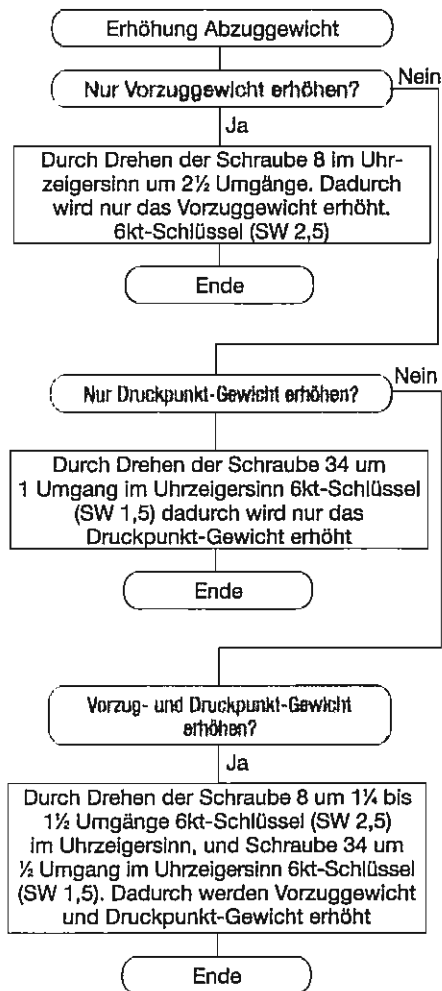 Erhöhung Abzuggewicht
Nur Vorzuggewicht erhöhen?
Nein
Ja
Durch Drehen der Schraube 8 im Uhr-
zeigersinn um 2½ Umgänge. Dadurch
wird nur das Vorzuggewicht erhöht.
6kt-Schlüssel (SW 2,5)
Ende
Nur Druckpunkt-Gewicht erhöhen?
Nein
Durch Drehen der Schraube 34 um
1 Umgang im Uhrzeigersinn 6kt-Schlüssel
(SW 1,5) dadurch wird nur das
Druckpunkt-Gewicht erhöht
Ende
Vorzug- und Druckpunkt-Gewicht
erhöhen?
Ja
Durch Drehen der Schraube 8 um 1¼ bis
1½ Umgänge 6kt-Schlüssel (SW 2,5)
im Uhrzeigersinn, und Schraube 34 um
½ Umgang im Uhrzeigersinn 6kt-Schlüssel
(SW 1,5). Dadurch werden Vorzuggewicht
und Druckpunkt-Gewicht erhöht
Ende